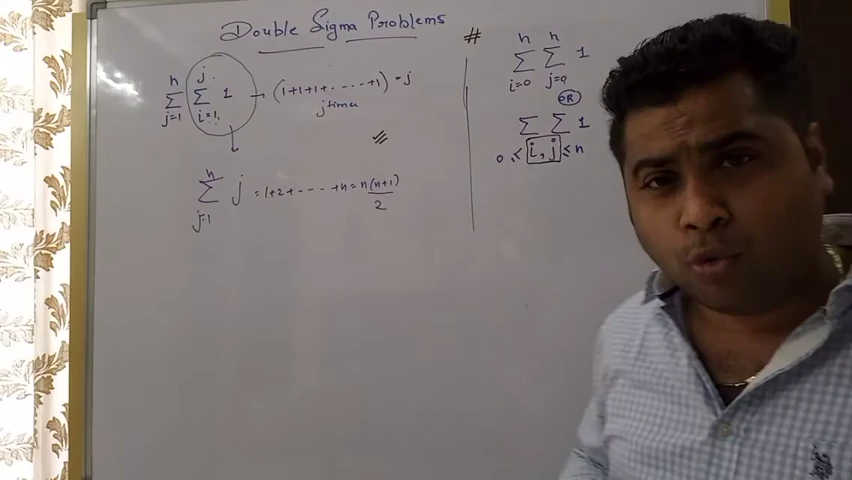 Double Sigma Problems
n
∑
j=1
j
∑ 1
i=1
→ (1+1+1+.....+1) = j
j times
n
∑ j = 1+2+-----+n = n(n+1)/2
j=1
#
n n
∑ ∑ 1
i=0 j=0
OR
∑ ∑ 1
0 ≤ i, j ≤ n